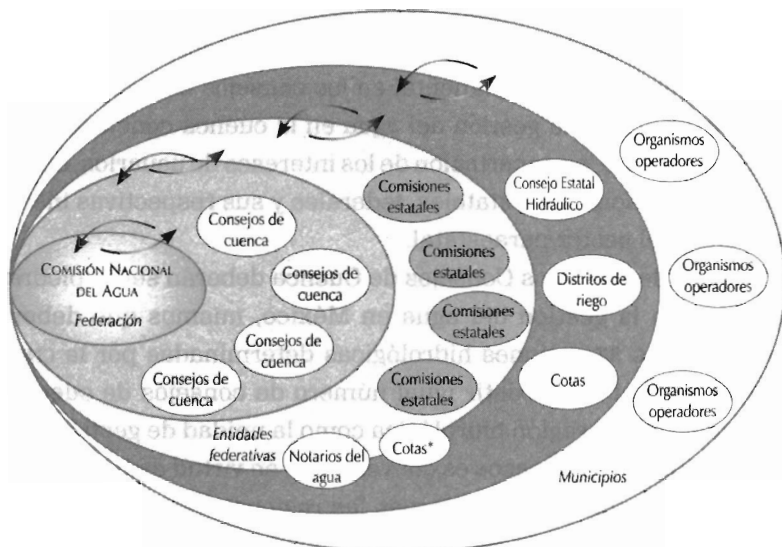 Organismos
operadores
Comisiones
estatales
Consejo Estatal
Hidráulico
Consejos de
cuenca
Comisiones
estatales
COMISIÓN NACIONAL
DEL AGUA
Federación
Consejos de
cuenca
Distritos de
riego
Organismos
operadores
Comisiones
estatales
Consejos de
cuenca
Consejos de
cuenca
Comisiones
estatales
Cotas
Organismos
operadores
Entidades
federativas
Notarios del
agua
Cotas*
Municipios